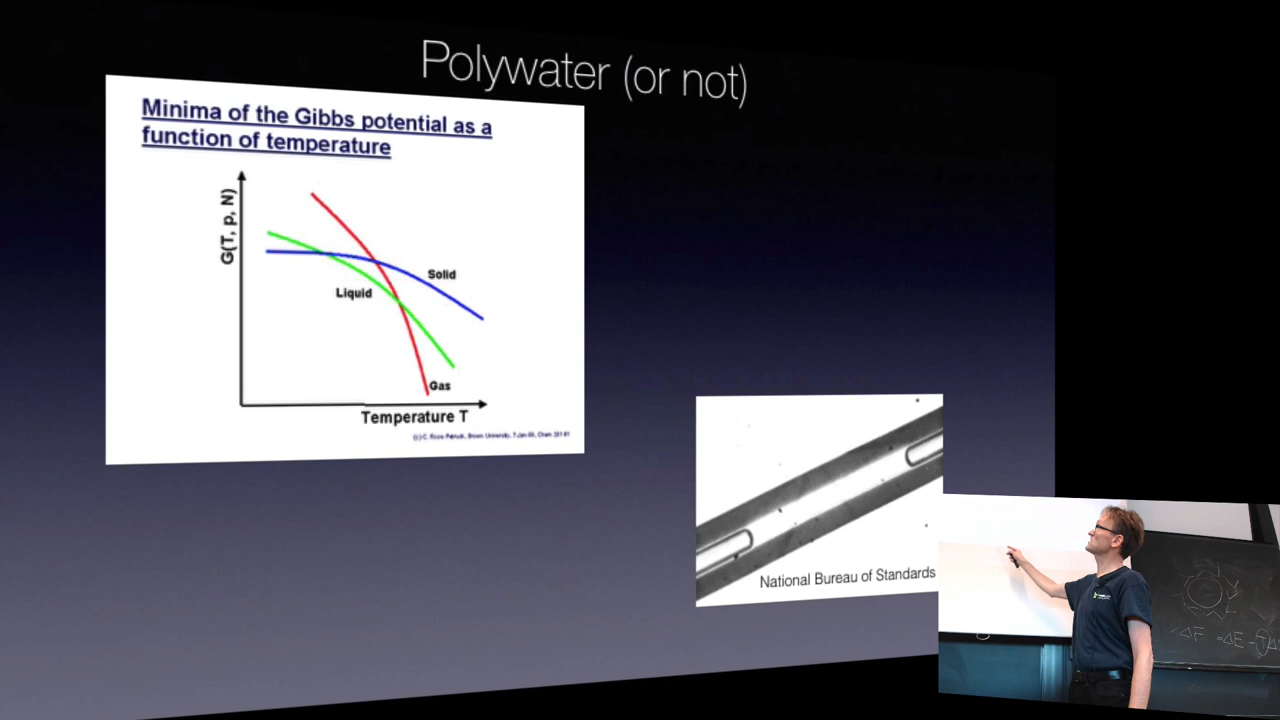 Polywater (or not)
Minima of the Gibbs potential as a
function of temperature
G(T, p, N)
Solid
Liquid
Gas
Temperature T
National Bureau of Standards